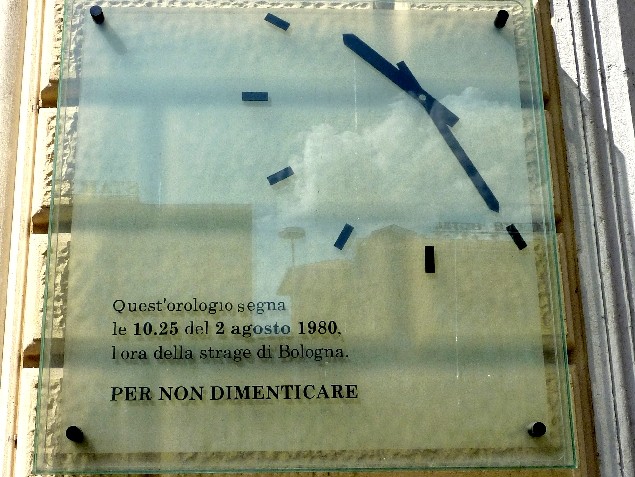 Quest'orologio segna
le 10.25 del 2 agosto 1980,
l'ora della strage di Bologna.
PER NON DIMENTICARE